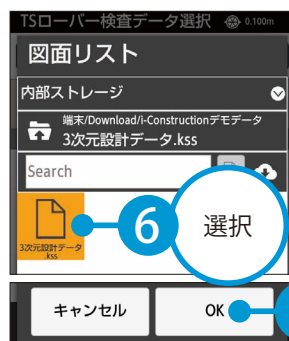 TSローバー検査データ選択 0.100m
図面リスト
内部ストレージ
端末/Download/i-Constructionデモデータ
3次元設計データ.kss
Search
3次元設計データ
.kss
6
選択
キャンセル
OK